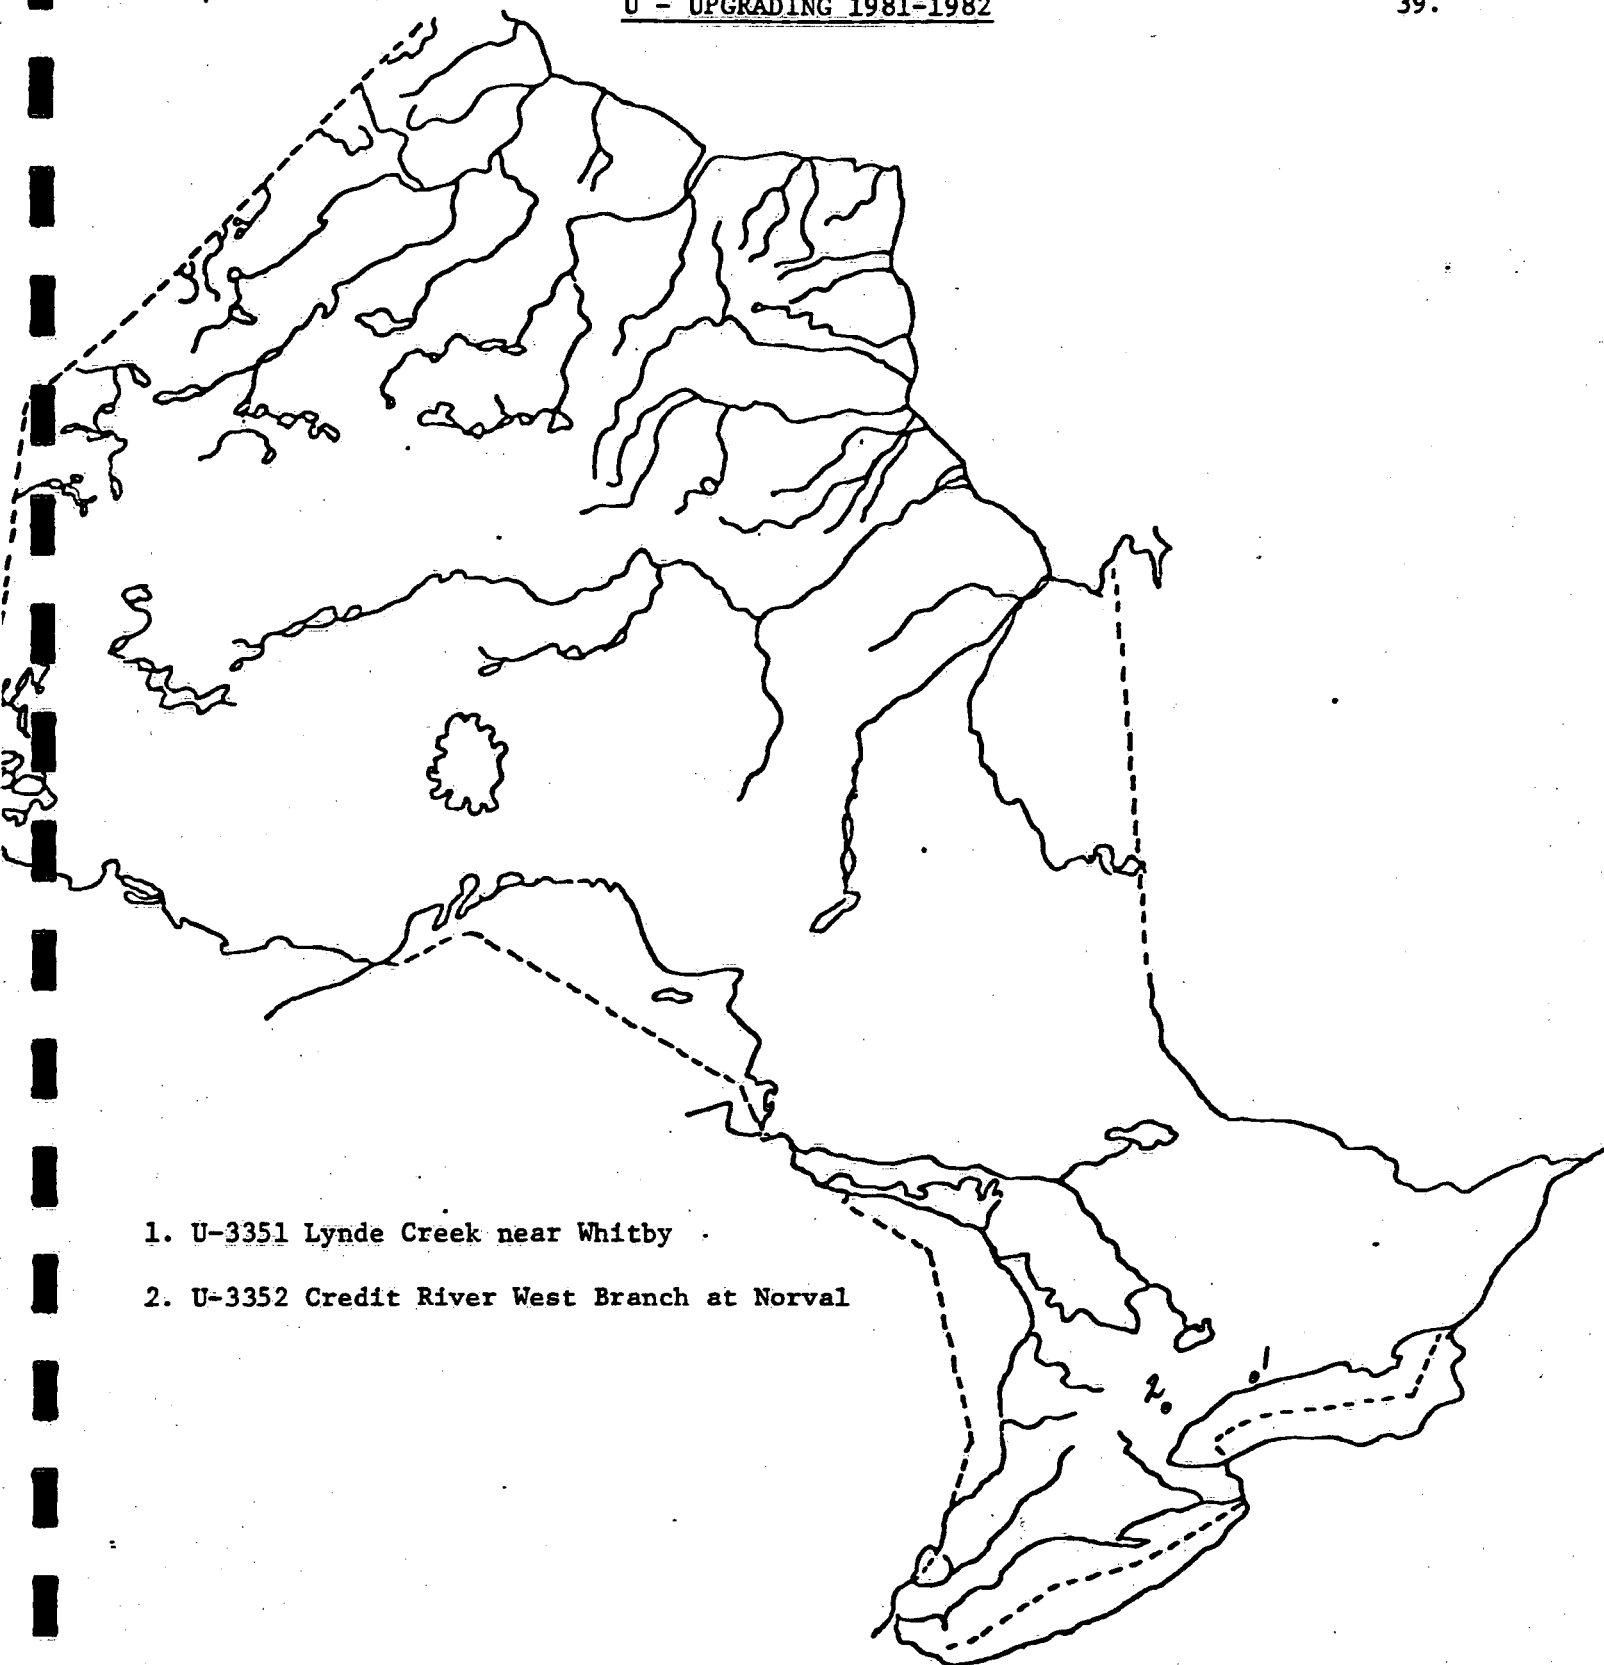 U - UPGRADING 1981-1982
39.
1. U-3351 Lynde Creek near Whitby
2. U-3352 Credit River West Branch at Norval
1
2